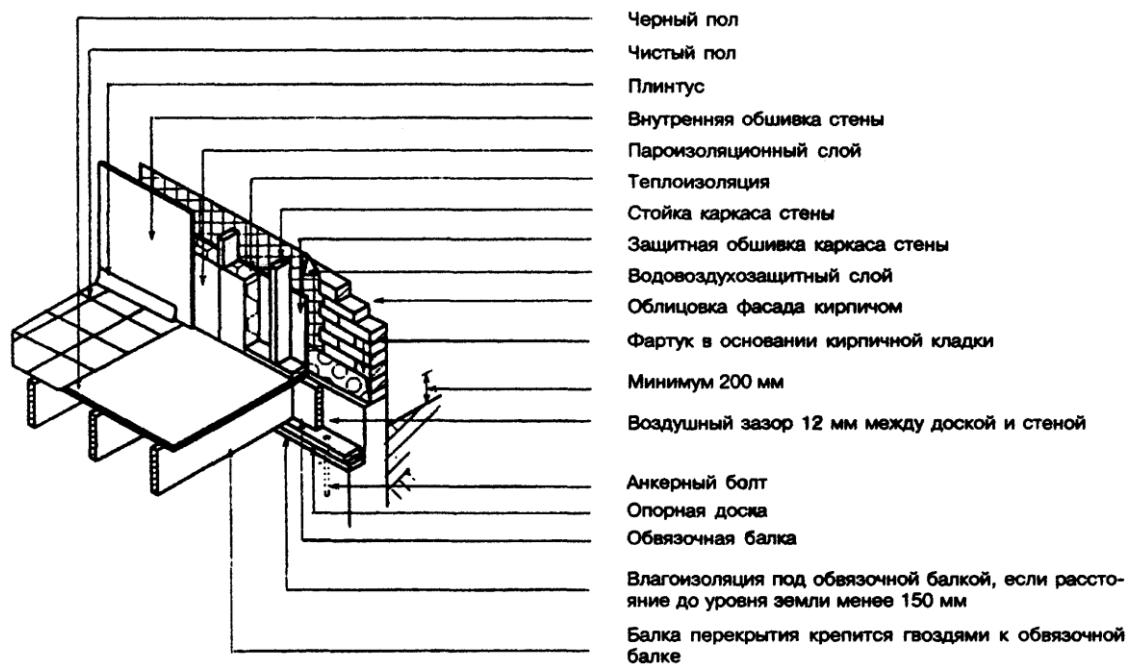 Черный пол
Чистый пол
Плинтус
Внутренняя обшивка стены
Пароизоляционный слой
Теплоизоляция
Стойка каркаса стены
Защитная обшивка каркаса стены
Водовоздухозащитный слой
Облицовка фасада кирпичом
Фартук в основании кирпичной кладки
Минимум 200 мм
Воздушный зазор 12 мм между доской и стеной
Анкерный болт
Опорная доска
Обвязочная балка
Влагоизоляция под обвязочной балкой, если рассто-
яние до уровня земли менее 150 мм
Балка перекрытия крепится гвоздями к обвязочной
балке